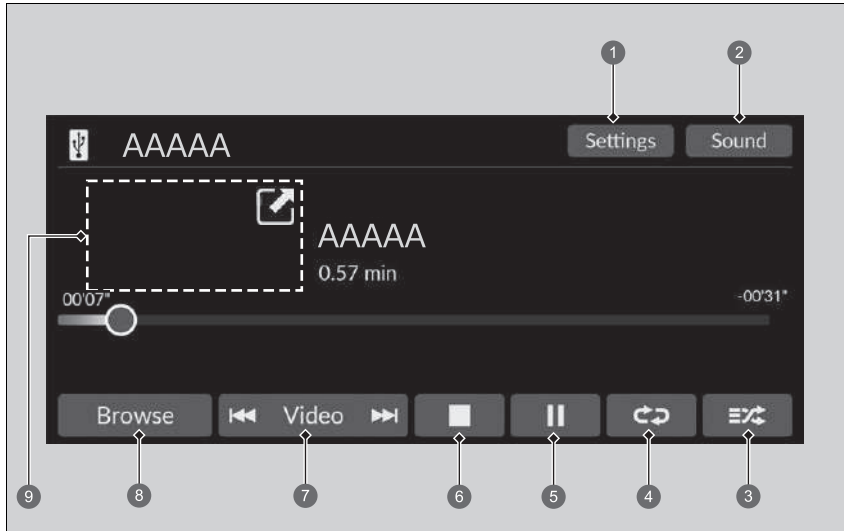 1 2
AAAAA Settings Sound
AAAAA
0.57 min
00'07" -00'31"
Browse Video
9 8 7 6 5 4 3